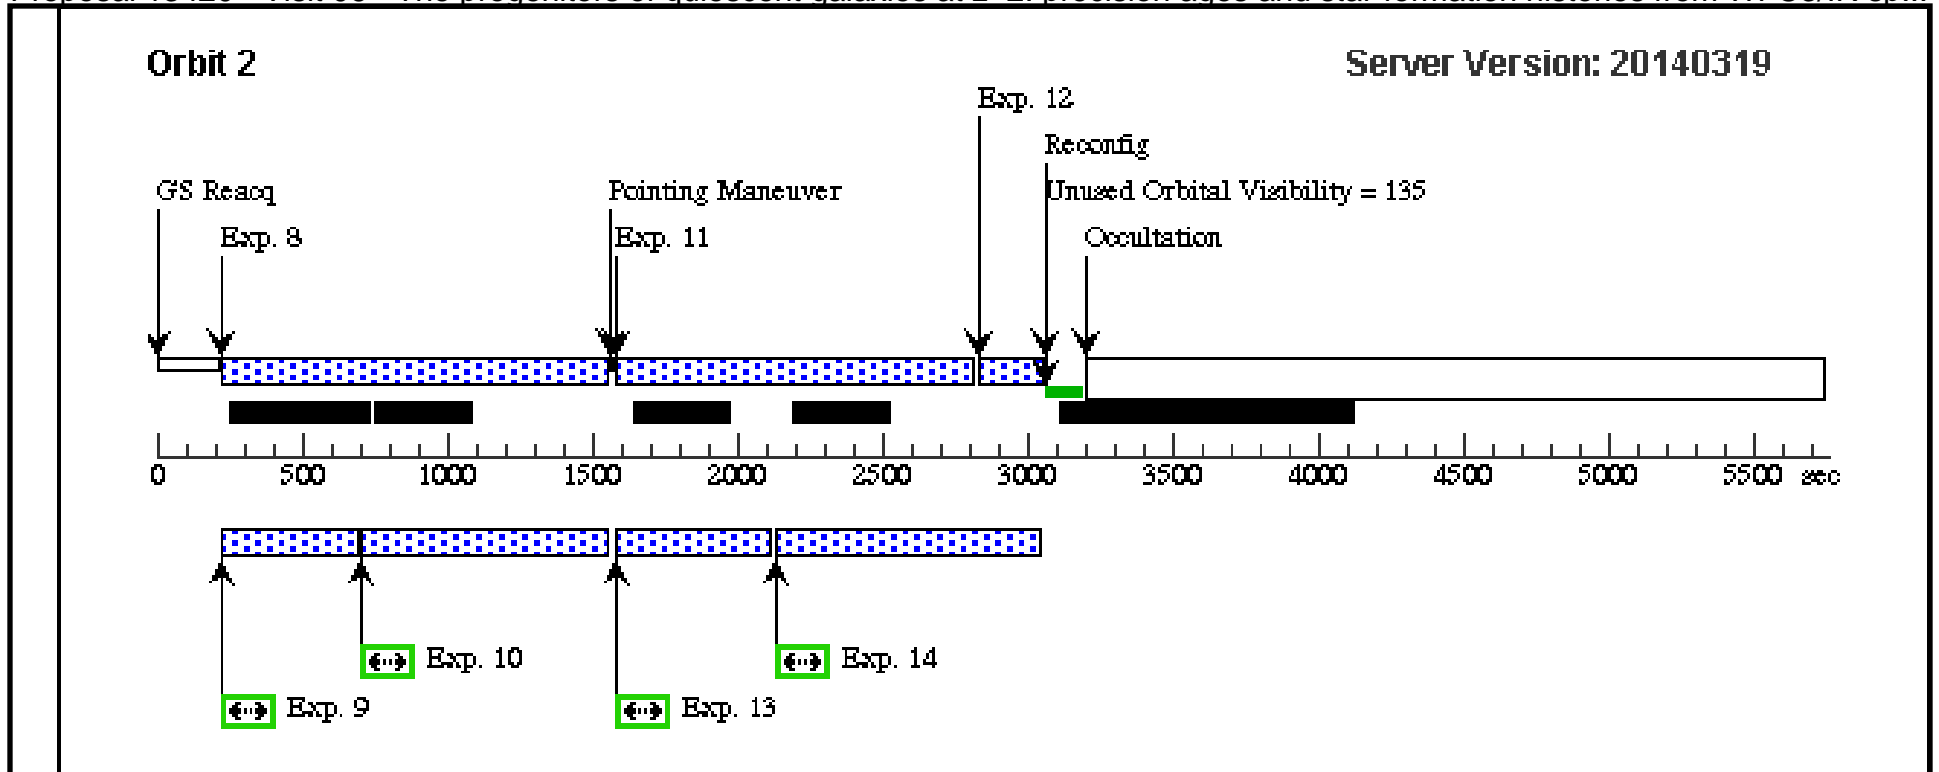 Orbit 2
Server Version: 20140319
Exp. 12
Reconfig
GS Reacq
Pointing Maneuver
Unused Orbital Visibility = 135
Exp. 8
Exp. 11
Occultation
0 500 1000 1500 2000 2500 3000 3500 4000 4500 5000 5500 sec
Exp. 10
Exp. 14
Exp. 9
Exp. 13